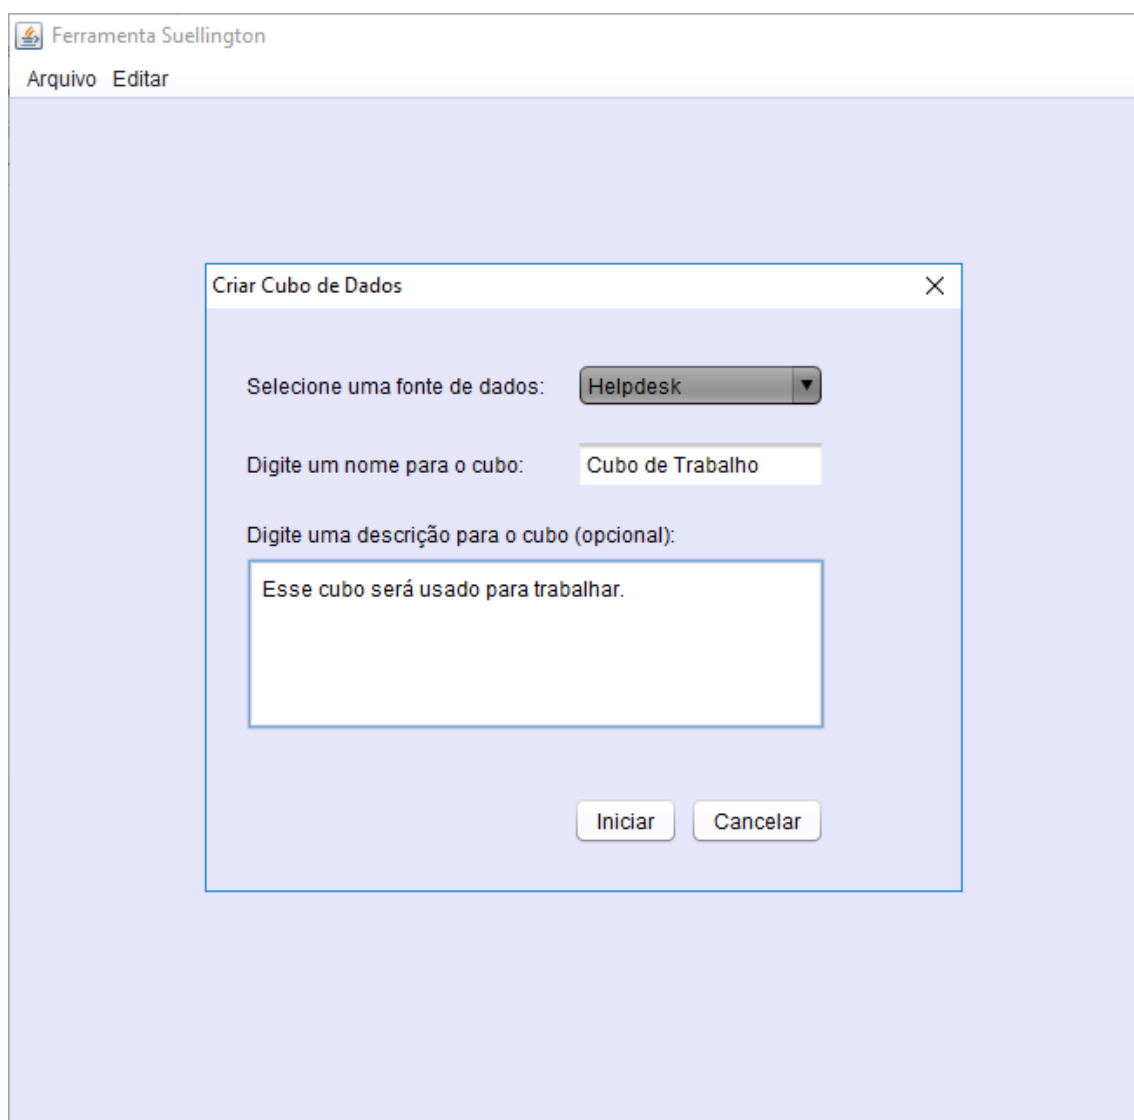 Ferramenta Suellington
Arquivo Editar
Criar Cubo de Dados
Selecione uma fonte de dados: Helpdesk
Digite um nome para o cubo: Cubo de Trabalho
Digite uma descrição para o cubo (opcional):
Esse cubo será usado para trabalhar.
Iniciar Cancelar